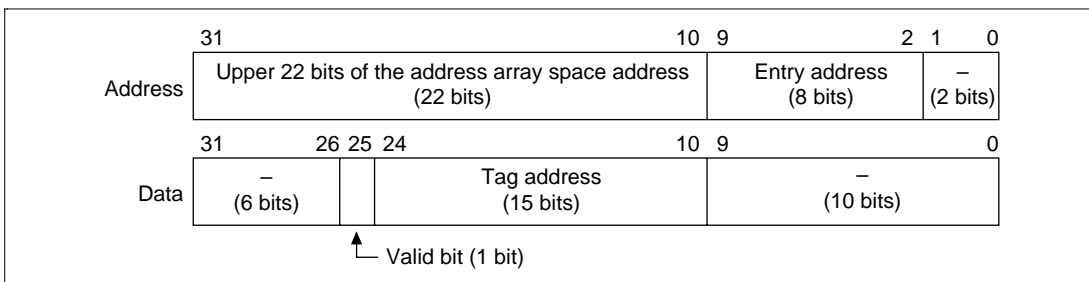 31 10 9 2 1 0
Address Upper 22 bits of the address array space address Entry address –
(22 bits) (8 bits) (2 bits)
31 26 25 24 10 9 0
Data – Tag address –
(6 bits) (15 bits) (10 bits)
Valid bit (1 bit)